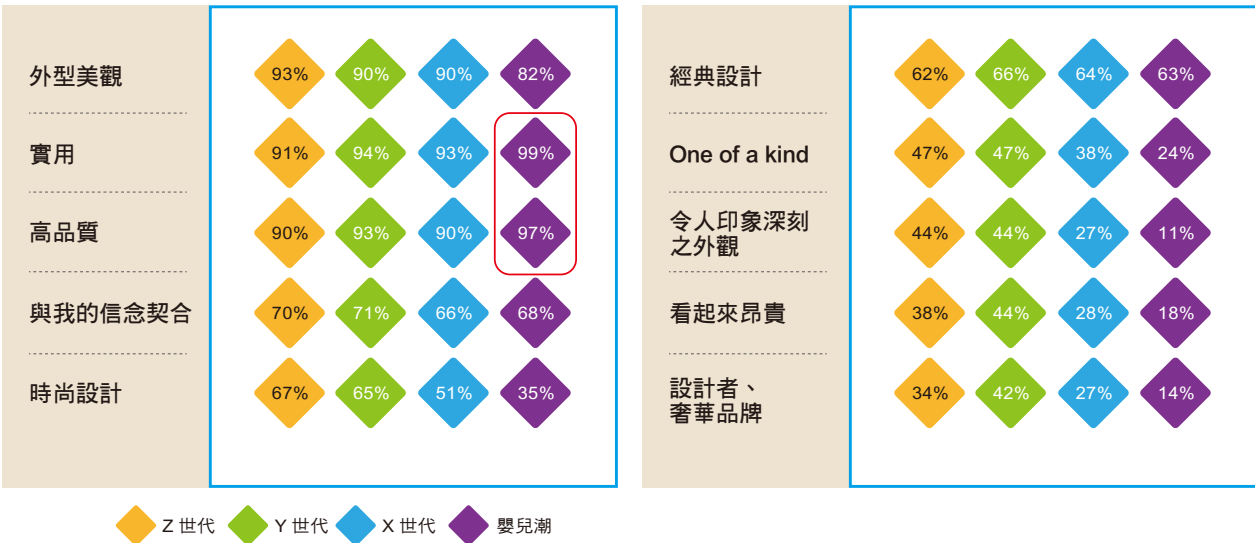 外型美觀 93% 90% 90% 82%
實用 91% 94% 93% 99%
高品質 90% 93% 90% 97%
與我的信念契合 70% 71% 66% 68%
時尚設計 67% 65% 51% 35%
經典設計 62% 66% 64% 63%
One of a kind 47% 47% 38% 24%
令人印象深刻
之外觀 44% 44% 27% 11%
看起來昂貴 38% 44% 28% 18%
設計者、
奢華品牌 34% 42% 27% 14%
Z 世代 Y 世代 X 世代 嬰兒潮